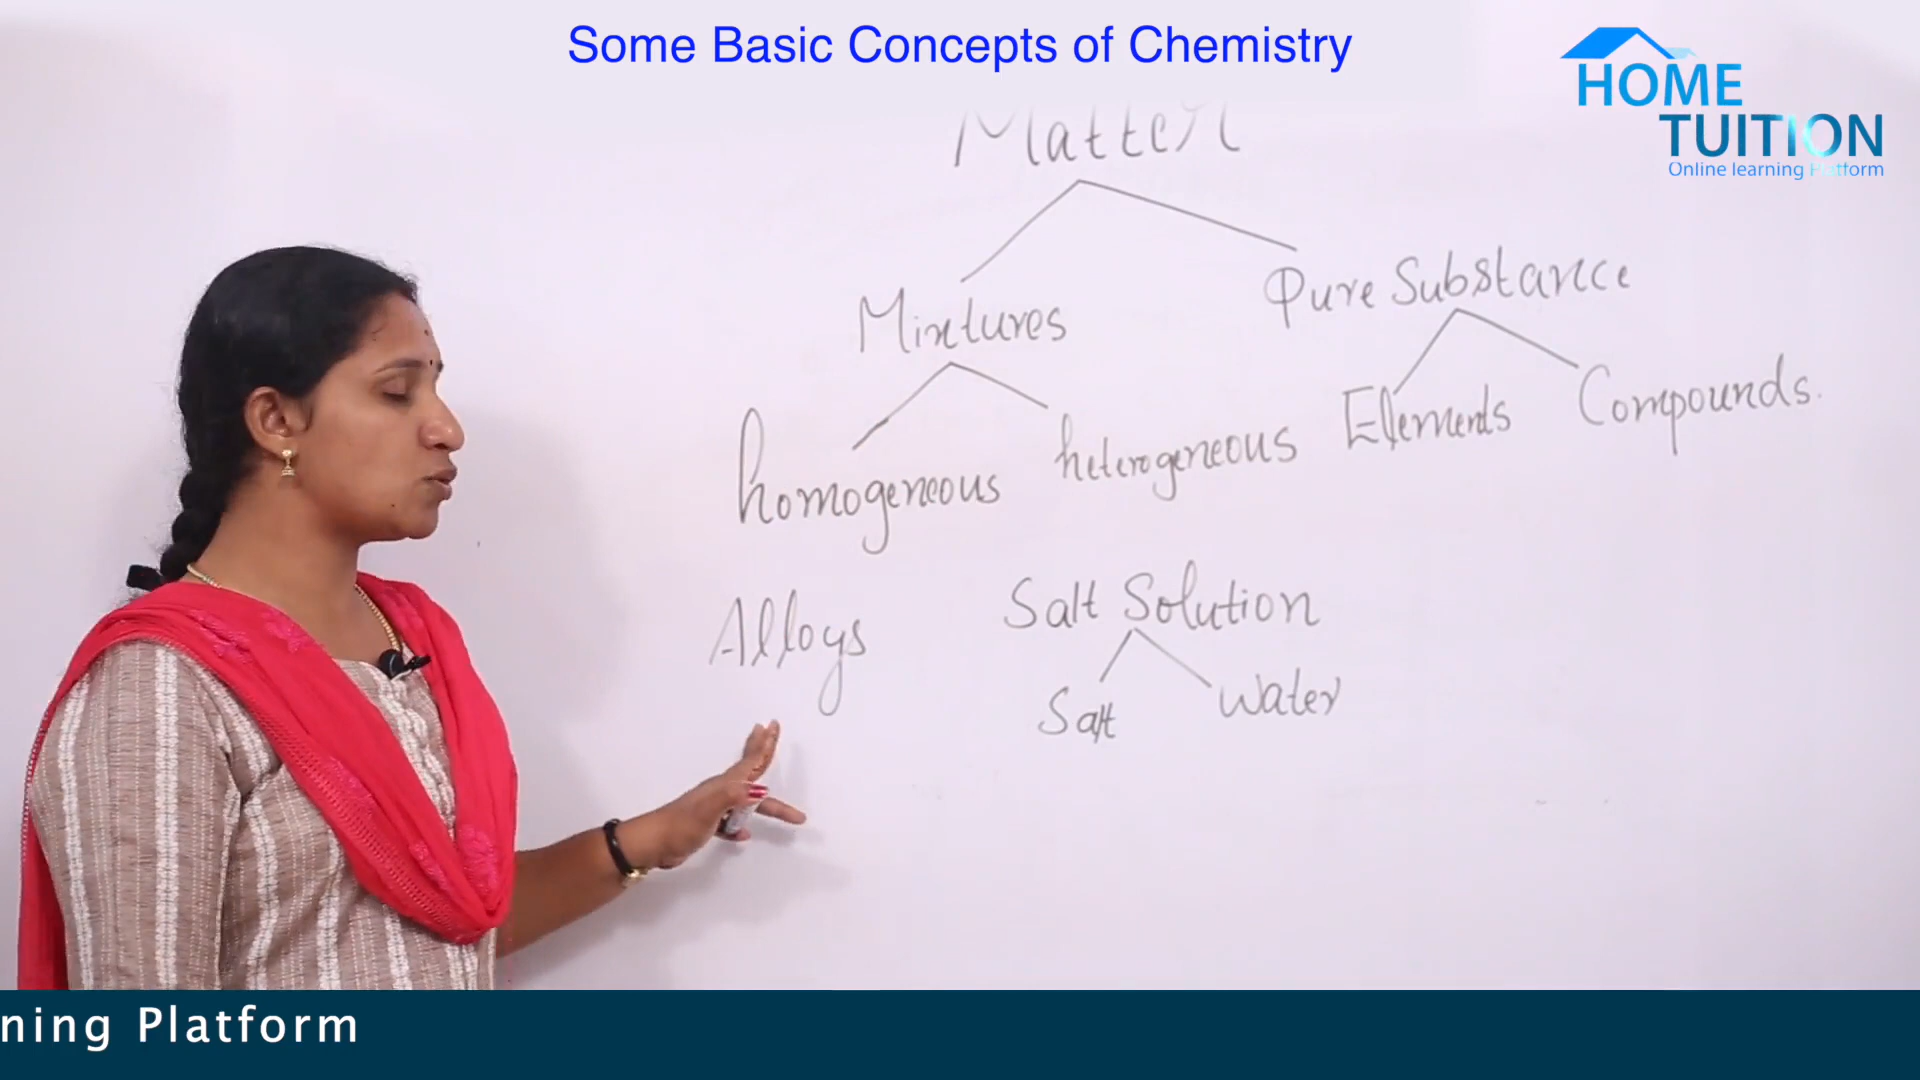 Some Basic Concepts of Chemistry
HOME
TUITION
Online learning Platform
Matter
Mixtures
Pure Substance
homogeneous
heterogeneous
Elements
Compounds.
Alloys
Salt Solution
Salt
Water
ning Platform